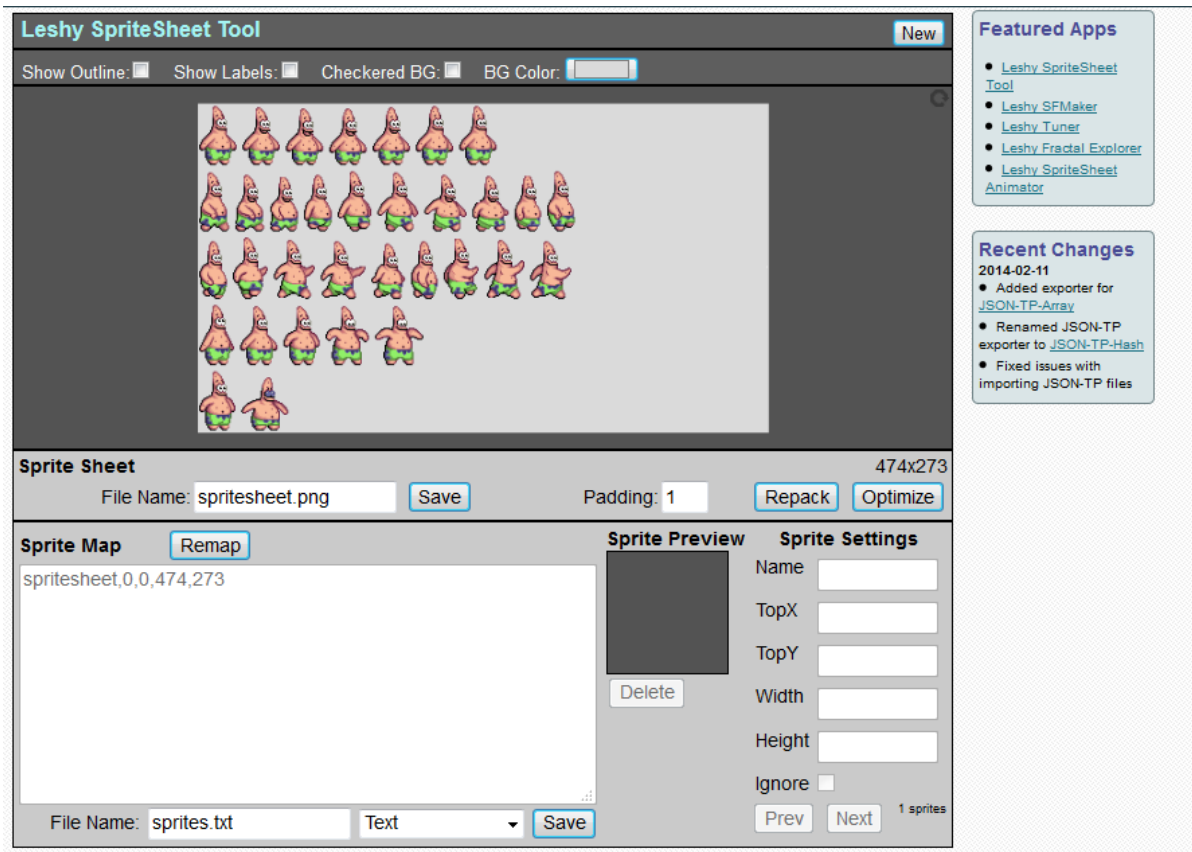 Leshy SpriteSheet Tool
New
Show Outline: Show Labels: Checkered BG: BG Color:
Sprite Sheet
474x273
File Name: spritesheet.png Save Padding: 1 Repack Optimize
Sprite Map Remap
spritesheet,0,0,474,273
File Name: sprites.txt Text Save
Sprite Preview
Delete
Sprite Settings
Name
TopX
TopY
Width
Height
Ignore
Prev Next 1 sprites
Featured Apps
Leshy SpriteSheet
Tool
Leshy SFMaker
Leshy Tuner
Leshy Fractal Explorer
Leshy SpriteSheet
Animator
Recent Changes
2014-02-11
Added exporter for
JSON-TP-Array
Renamed JSON-TP
exporter to JSON-TP-Hash
Fixed issues with
importing JSON-TP files